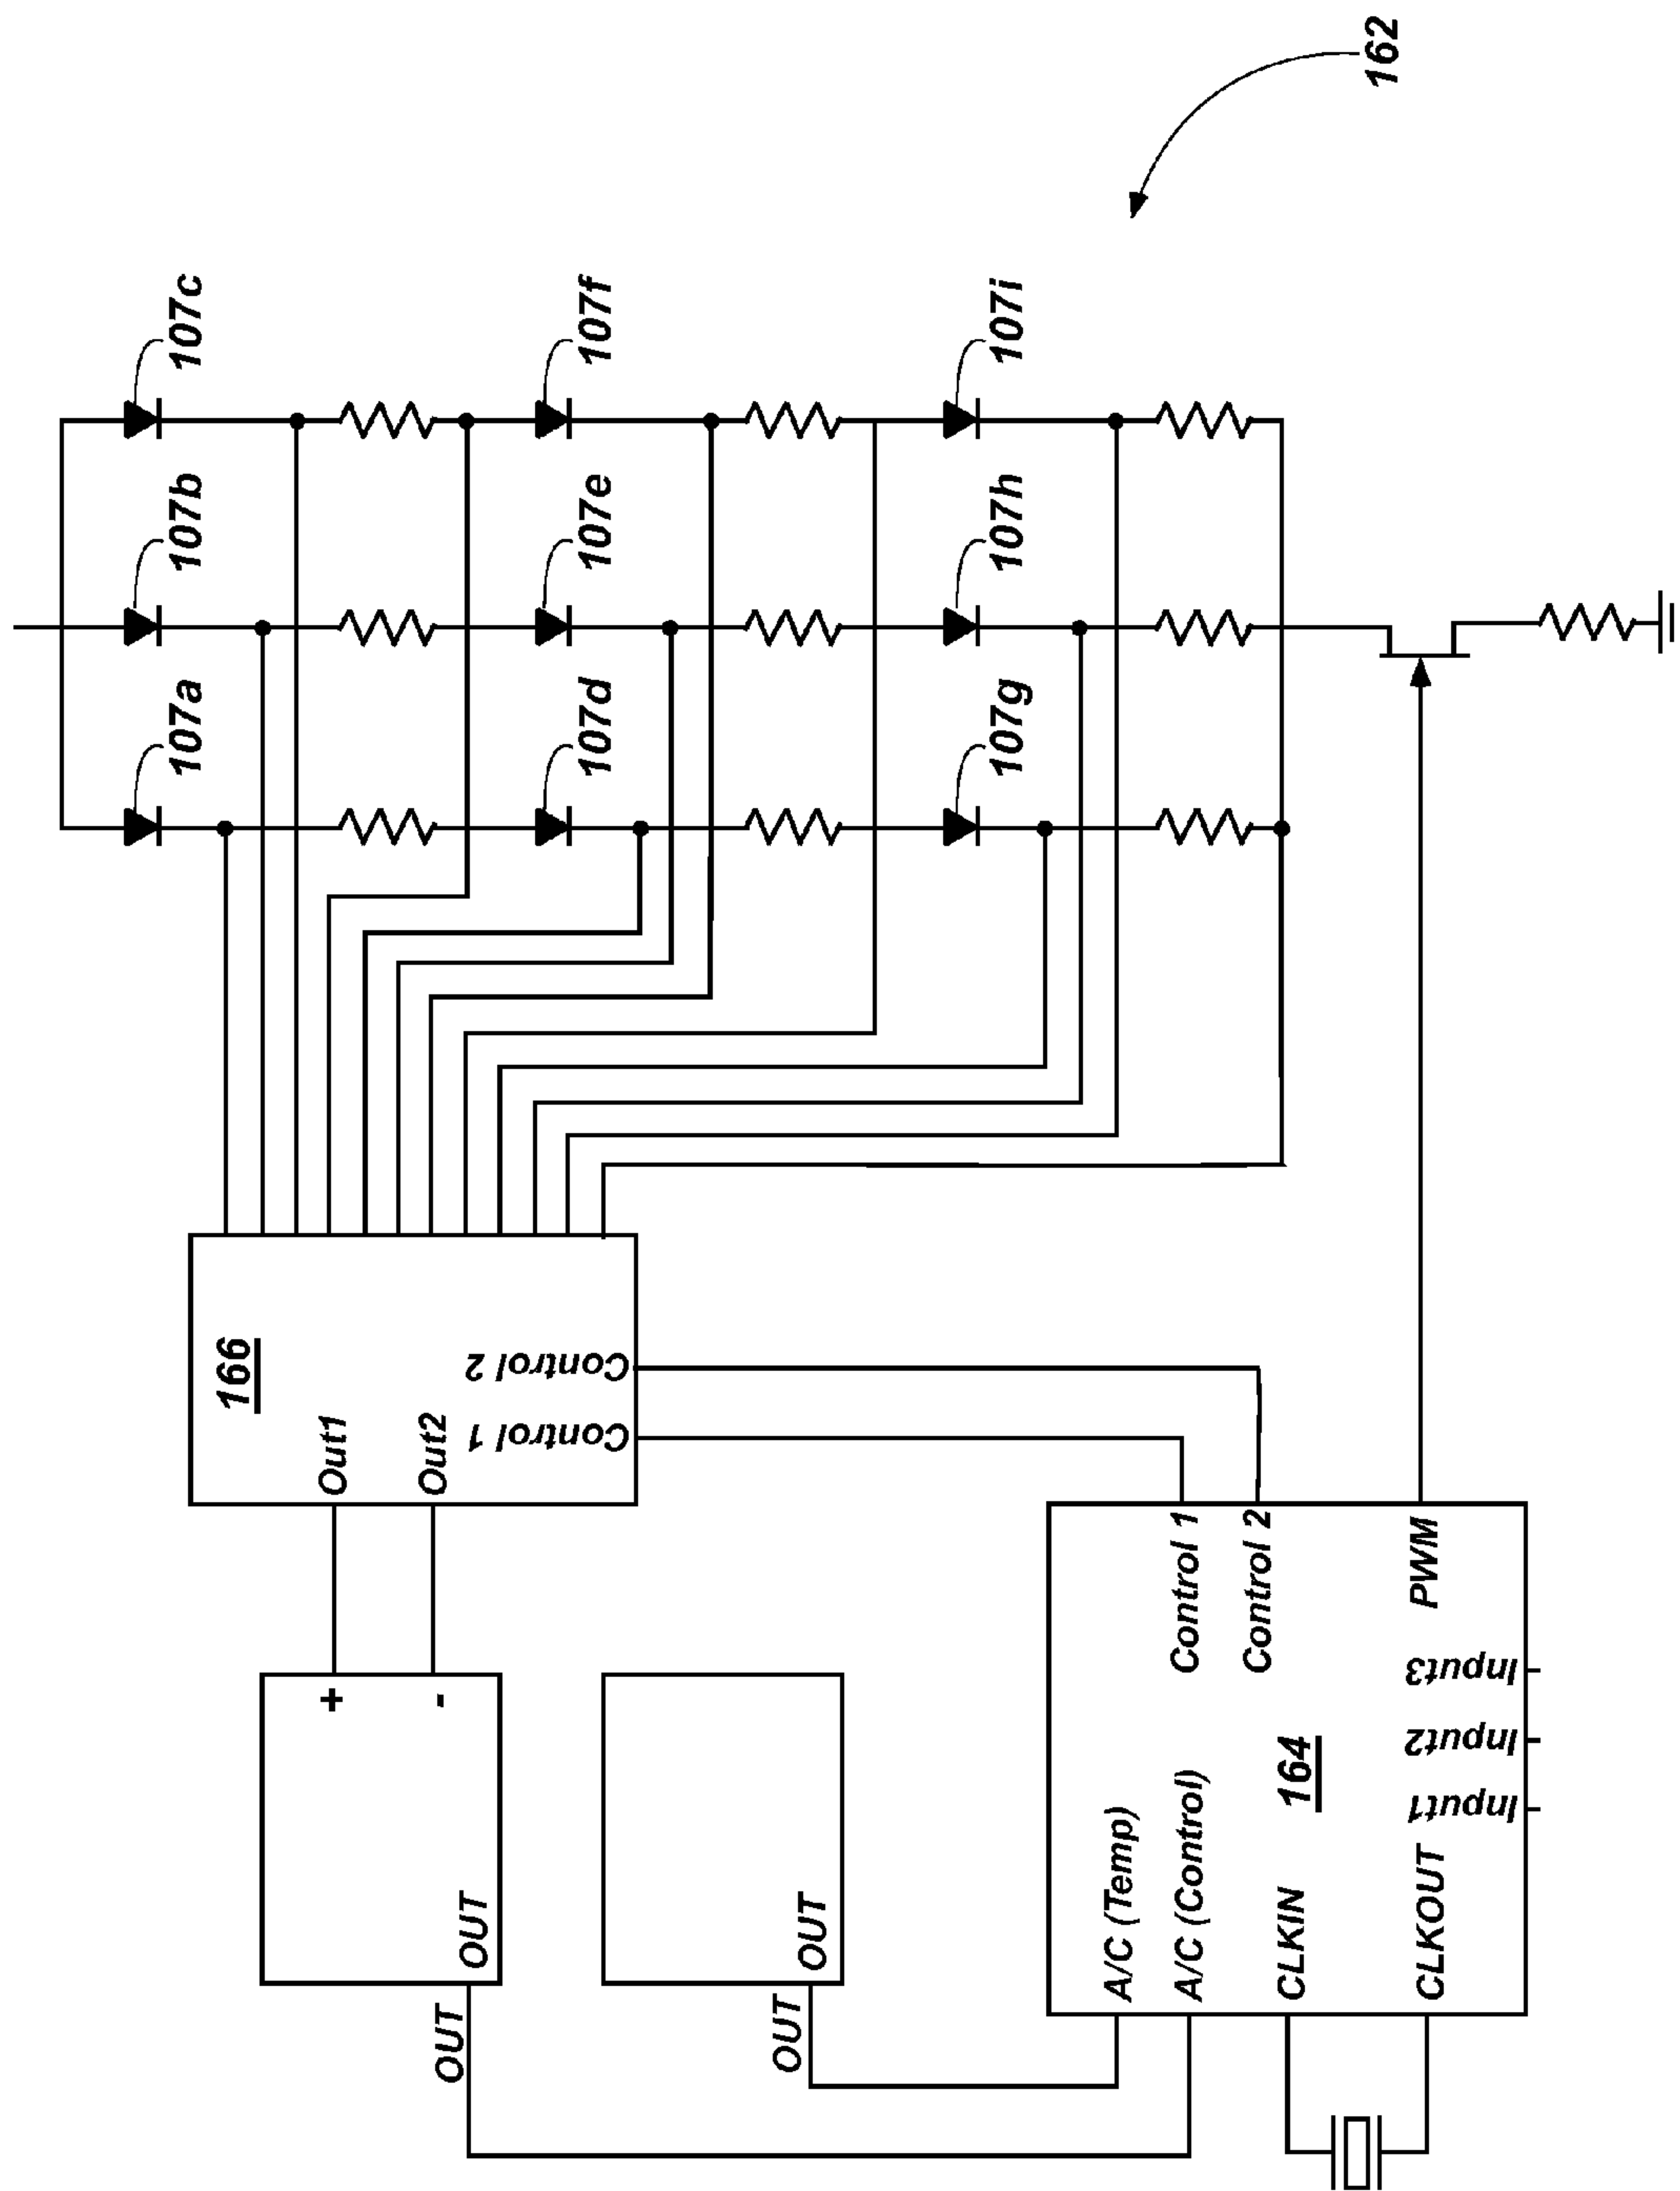 162
107c
107b
107a
107f
107e
107d
107i
107h
107g
166
Out1
Out2
Control 2
Control 1
+
-
OUT
OUT
OUT
OUT
164
A/C (Temp)
A/C (Control)
CLKIN
CLKOUT
Control 1
Control 2
PWM
Input1
Input2
Input3